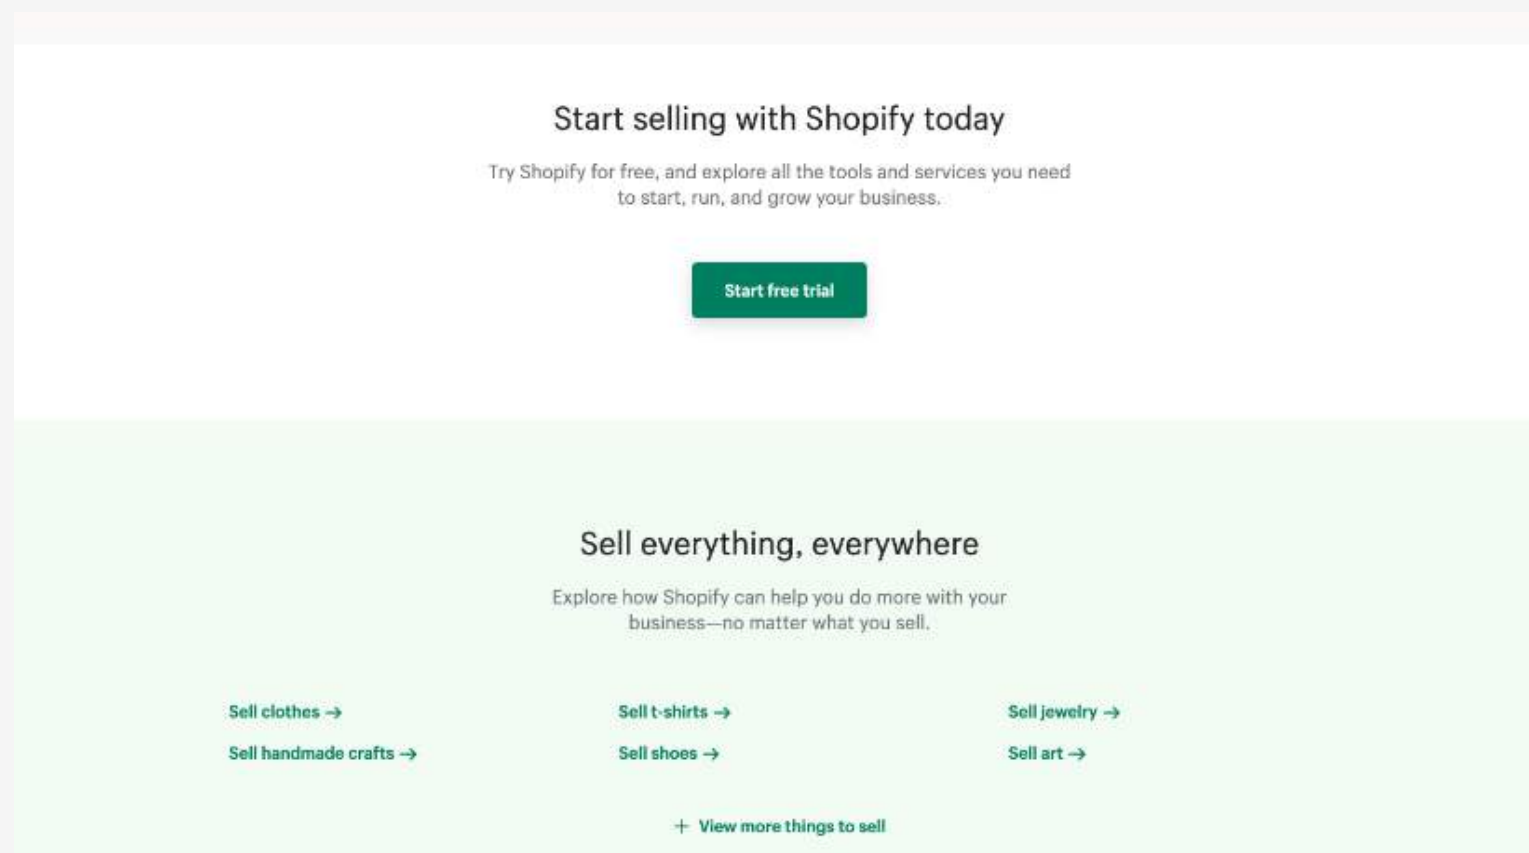 Start selling with Shopify today
Try Shopify for free, and explore all the tools and services you need
to start, run, and grow your business.
Start free trial
Sell everything, everywhere
Explore how Shopify can help you do more with your
business—no matter what you sell.
Sell clothes →
Sell t-shirts →
Sell jewelry →
Sell handmade crafts →
Sell shoes →
Sell art →
+ View more things to sell